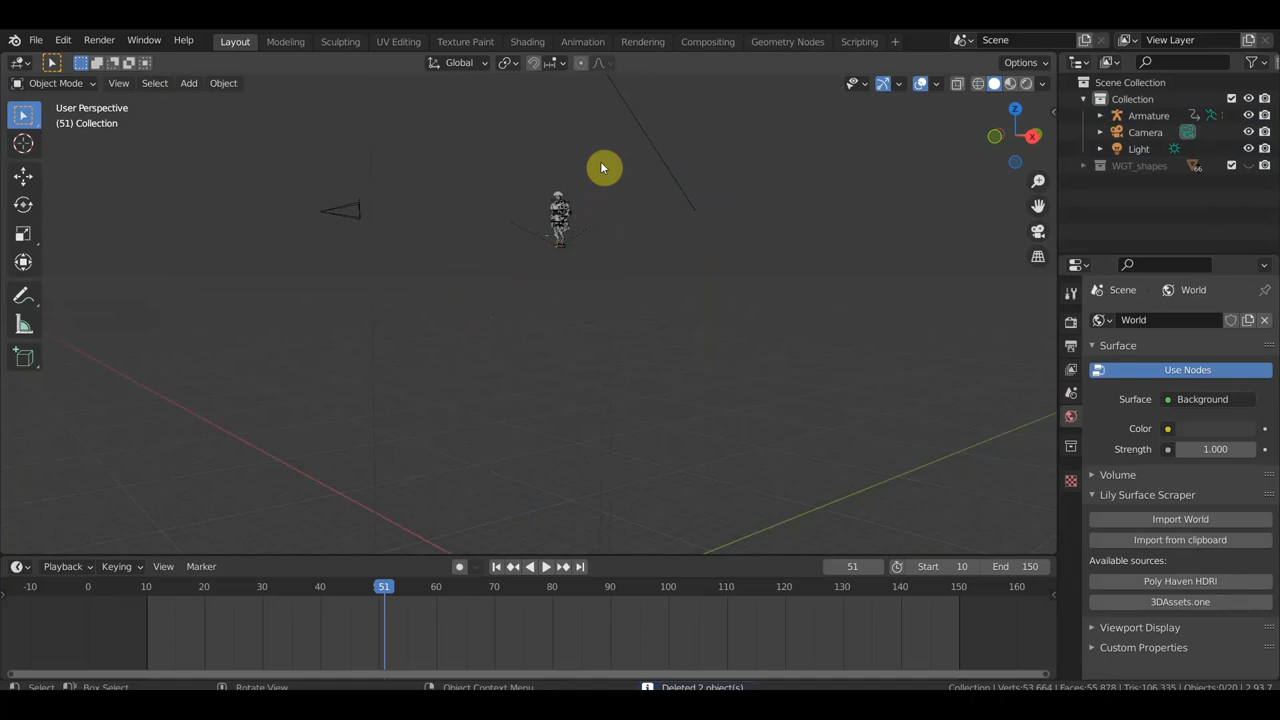 File Edit Render Window Help Layout Modeling Sculpting UV Editing Texture Paint Shading Animation Rendering Compositing Geometry Nodes Scripting + Scene View Layer
Global Options
Object Mode View Select Add Object
User Perspective
(51) Collection
Z
X
Scene Collection
Collection
Armature
Camera
Light
WGT_shapes 66
Scene World
World
Surface
Use Nodes
Surface Background
Color
Strength 1.000
Volume
Lily Surface Scraper
Import World
Import from clipboard
Available sources:
Poly Haven HDRI
3DAssets.one
Viewport Display
Custom Properties
Playback Keying View Marker 51 Start 10 End 150
-10 0 10 20 30 40 51 60 70 80 90 100 110 120 130 140 150 160
Select Box Select Rotate View Object Context Menu Deleted 2 object(s) Collection | Verts:53,664 | Faces:55,878 | Tris:106,335 | Objects:0/20 | 2.93.7